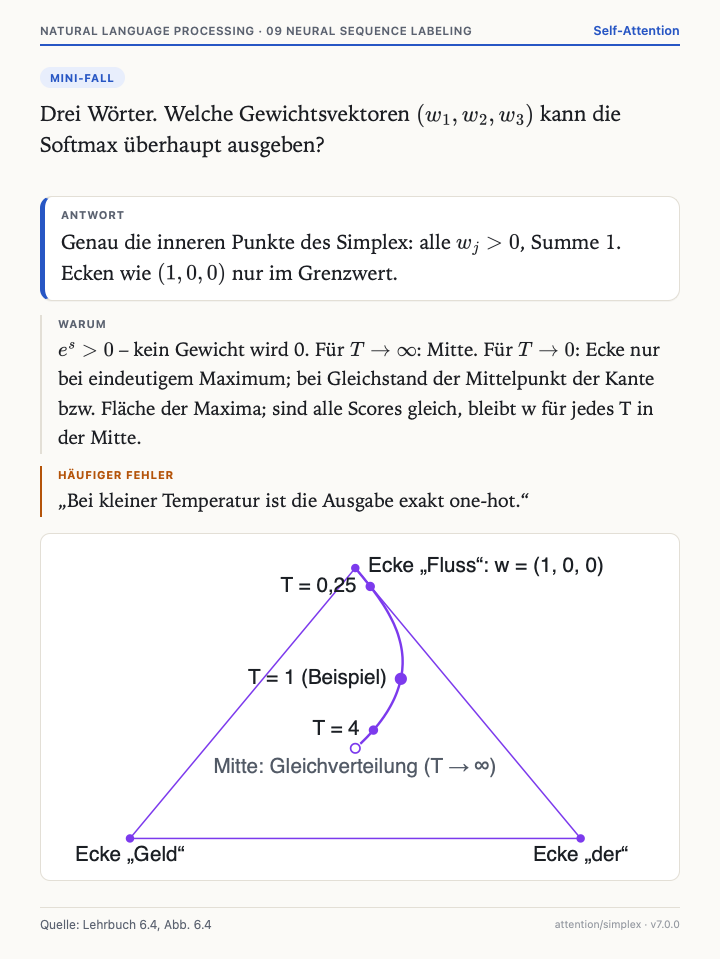 NATURAL LANGUAGE PROCESSING · 09 NEURAL SEQUENCE LABELING
Self-Attention
MINI-FALL
Drei Wörter. Welche Gewichtsvektoren (w₁, w₂, w₃) kann die
Softmax überhaupt ausgeben?
ANTWORT
Genau die inneren Punkte des Simplex: alle wⱼ > 0, Summe 1.
Ecken wie (1, 0, 0) nur im Grenzwert.
WARUM
eˢ > 0 – kein Gewicht wird 0. Für T → ∞: Mitte. Für T → 0: Ecke nur
bei eindeutigem Maximum; bei Gleichstand der Mittelpunkt der Kante
bzw. Fläche der Maxima; sind alle Scores gleich, bleibt w für jedes T in
der Mitte.
HÄUFIGER FEHLER
„Bei kleiner Temperatur ist die Ausgabe exakt one-hot.“
Ecke „Fluss“: w = (1, 0, 0)
T = 0,25
T = 1 (Beispiel)
T = 4
Mitte: Gleichverteilung (T → ∞)
Ecke „Geld“
Ecke „der“
Quelle: Lehrbuch 6.4, Abb. 6.4
attention/simplex · v7.0.0